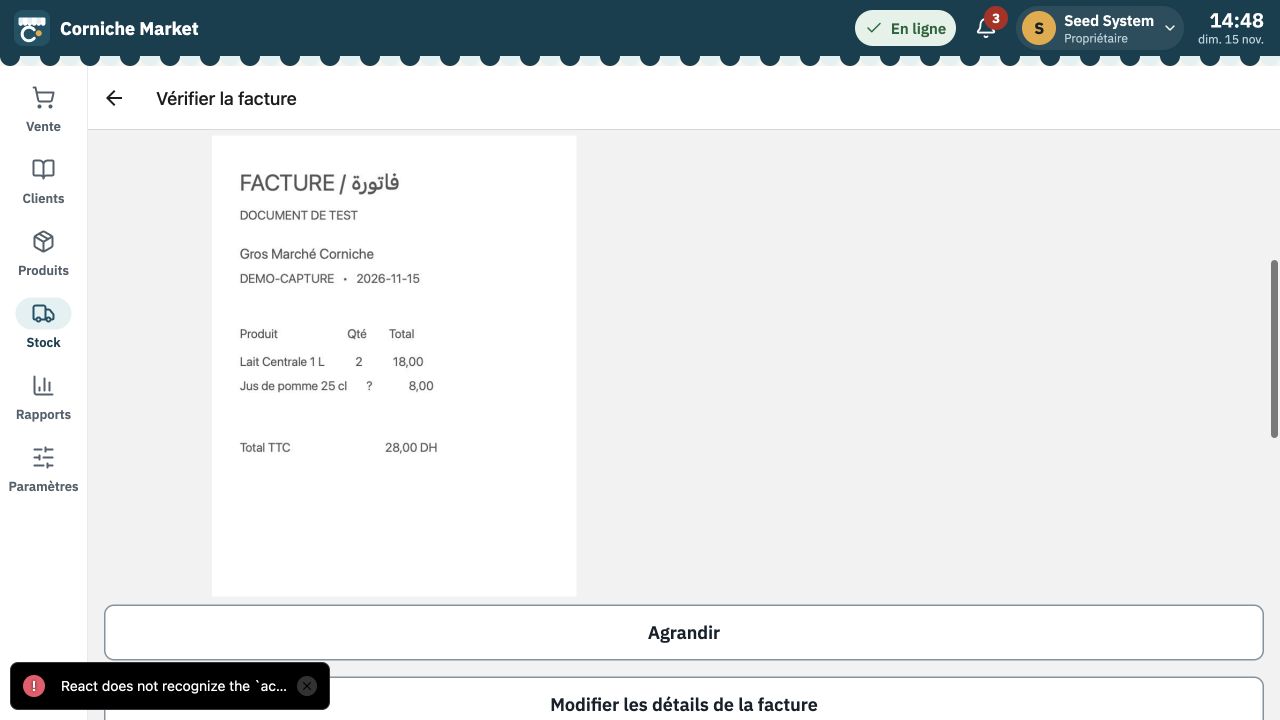 Corniche Market
En ligne
3
S
Seed System
Propriétaire
14:48
dim. 15 nov.
Vente
Clients
Produits
Stock
Rapports
Paramètres
Vérifier la facture
FACTURE / فاتورة
DOCUMENT DE TEST
Gros Marché Corniche
DEMO-CAPTURE • 2026-11-15
Produit Qté Total
Lait Centrale 1 L 2 18,00
Jus de pomme 25 cl ? 8,00
Total TTC 28,00 DH
Agrandir
Modifier les détails de la facture
! React does not recognize the `ac...